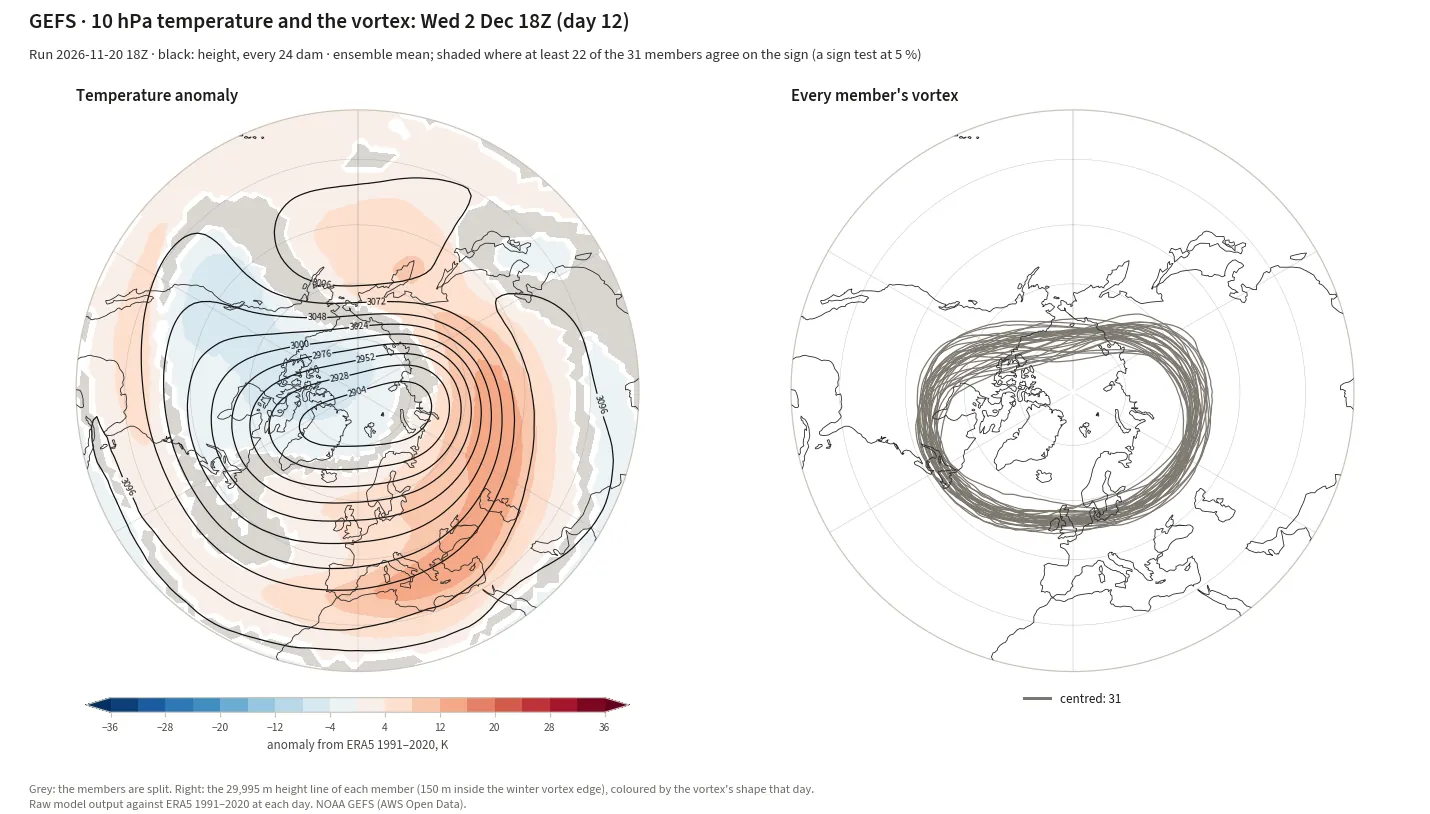 GEFS · 10 hPa temperature and the vortex: Wed 2 Dec 18Z (day 12)
Run 2026-11-20 18Z · black: height, every 24 dam · ensemble mean; shaded where at least 22 of the 31 members agree on the sign (a sign test at 5 %)
Temperature anomaly
Every member's vortex
3096
3072
3048
3024
3000
2976
2952
2928
2904
3096
3096
−36 −28 −20 −12 −4 4 12 20 28 36
anomaly from ERA5 1991–2020, K
centred: 31
Grey: the members are split. Right: the 29,995 m height line of each member (150 m inside the winter vortex edge), coloured by the vortex's shape that day.
Raw model output against ERA5 1991–2020 at each day. NOAA GEFS (AWS Open Data).